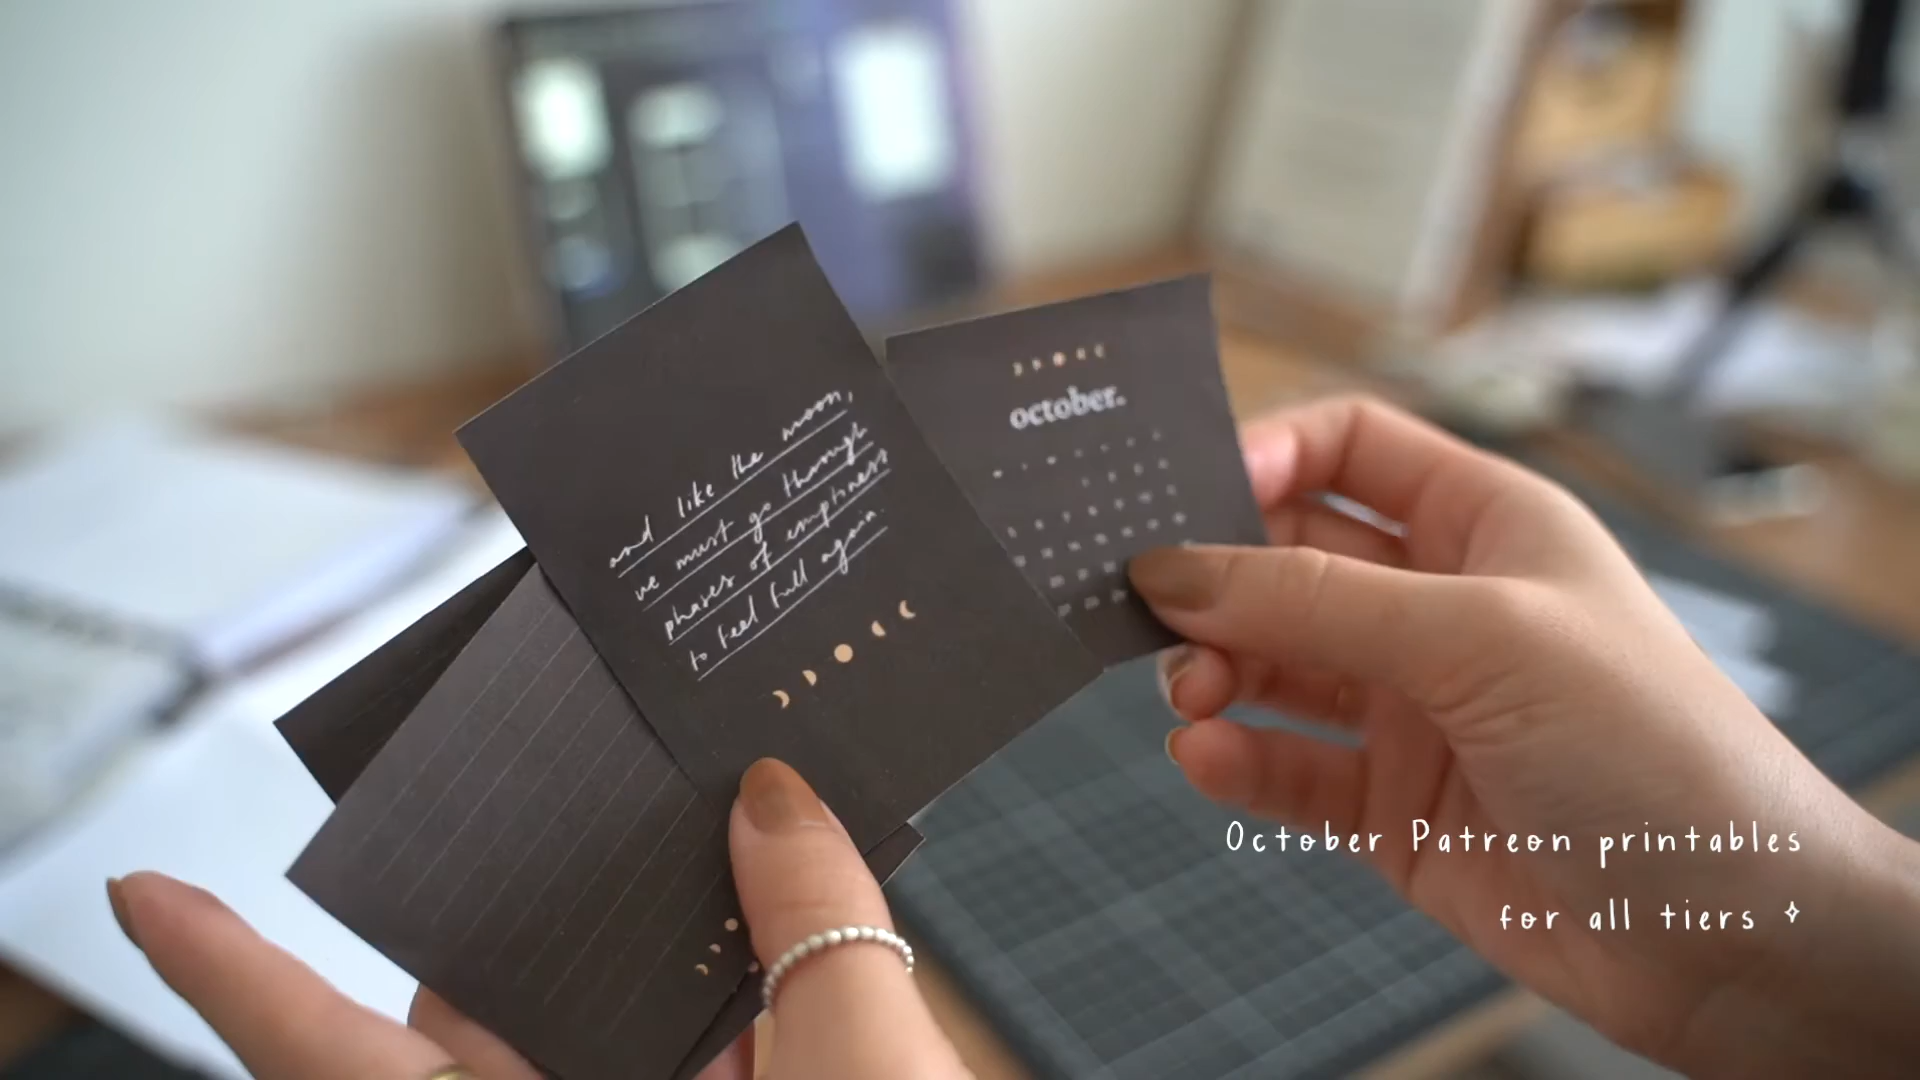 and like the moon,
we must go through
phases of emptiness
to feel full again.
october.
October Patreon printables
for all tiers